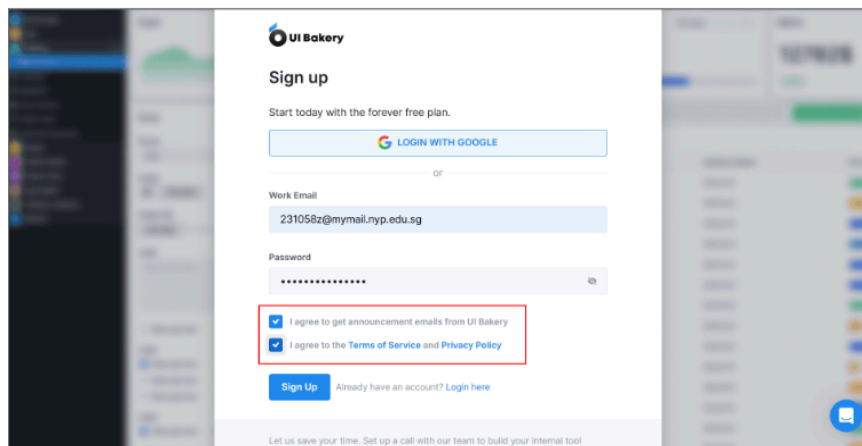 UI Bakery
Sign up
Start today with the forever free plan.
LOGIN WITH GOOGLE
or
Work Email
231058z@mymail.nyp.edu.sg
Password
•••••••••••••••
I agree to get announcement emails from UI Bakery
I agree to the Terms of Service and Privacy Policy
Sign Up Already have an account? Login here
Let us save your time. Set up a call with our team to build your internal tool